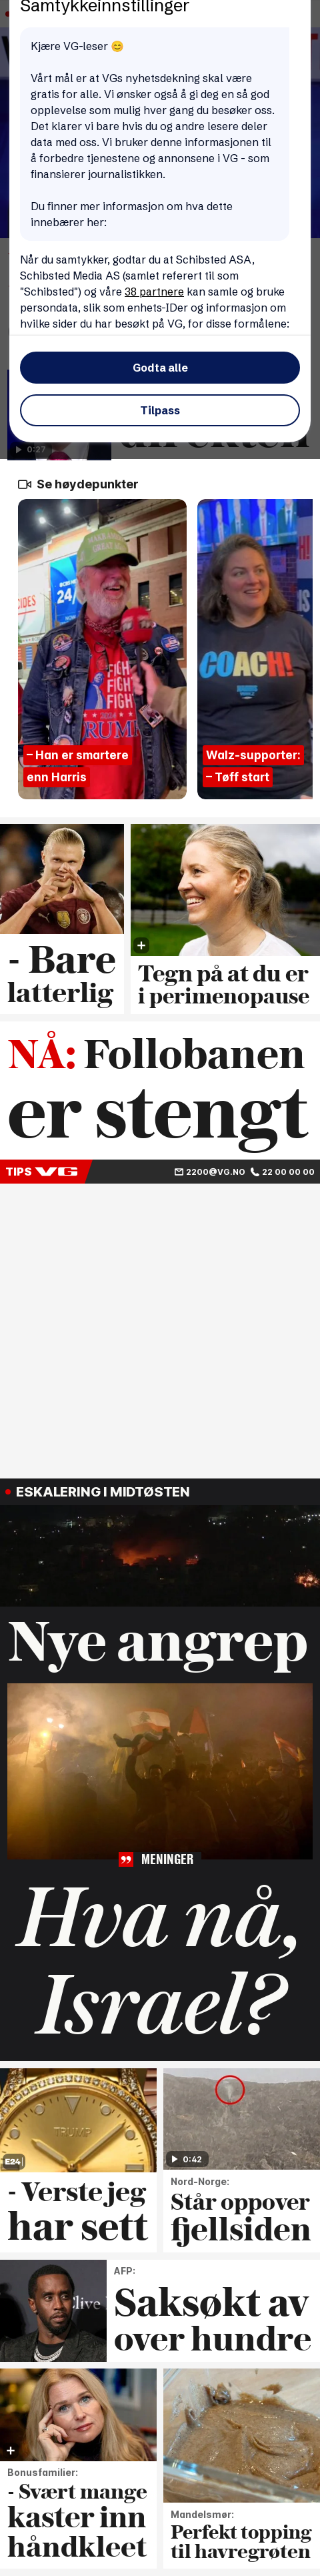 Samtykkeinnstillinger
Kjære VG-leser 😊
Vårt mål er at VGs nyhetsdekning skal være
gratis for alle. Vi ønsker også å gi deg en så god
opplevelse som mulig hver gang du besøker oss.
Det klarer vi bare hvis du og andre lesere deler
data med oss. Vi bruker denne informasjonen til
å forbedre tjenestene og annonsene i VG - som
finansierer journalistikken.
Du finner mer informasjon om hva dette
innebærer her:
Når du samtykker, godtar du at Schibsted ASA,
Schibsted Media AS (samlet referert til som
"Schibsted") og våre 38 partnere kan samle og bruke
persondata, slik som enhets-IDer og informasjon om
hvilke sider du har besøkt på VG, for disse formålene:
Godta alle
Tilpass
0:27
Se høydepunkter
– Han er smartere
enn Harris
COACH!
Walz-supporter:
– Tøff start
FIGHT
TRUMP
- Bare
latterlig
Tegn på at du er
i perimenopause
NÅ: Follobanen
er stengt
TIPS VG 2200@VG.NO 22 00 00 00
ESKALERING I MIDTØSTEN
Nye angrep
MENINGER
Hva nå,
Israel?
TRUMP
E24
- Verste jeg
har sett
0:42
Nord-Norge:
Står oppover
fjellsiden
Clive
AFP:
Saksøkt av
over hundre
Bonusfamilier:
- Svært mange
kaster inn
håndkleet
Mandelsmør:
Perfekt topping
til havregrøten